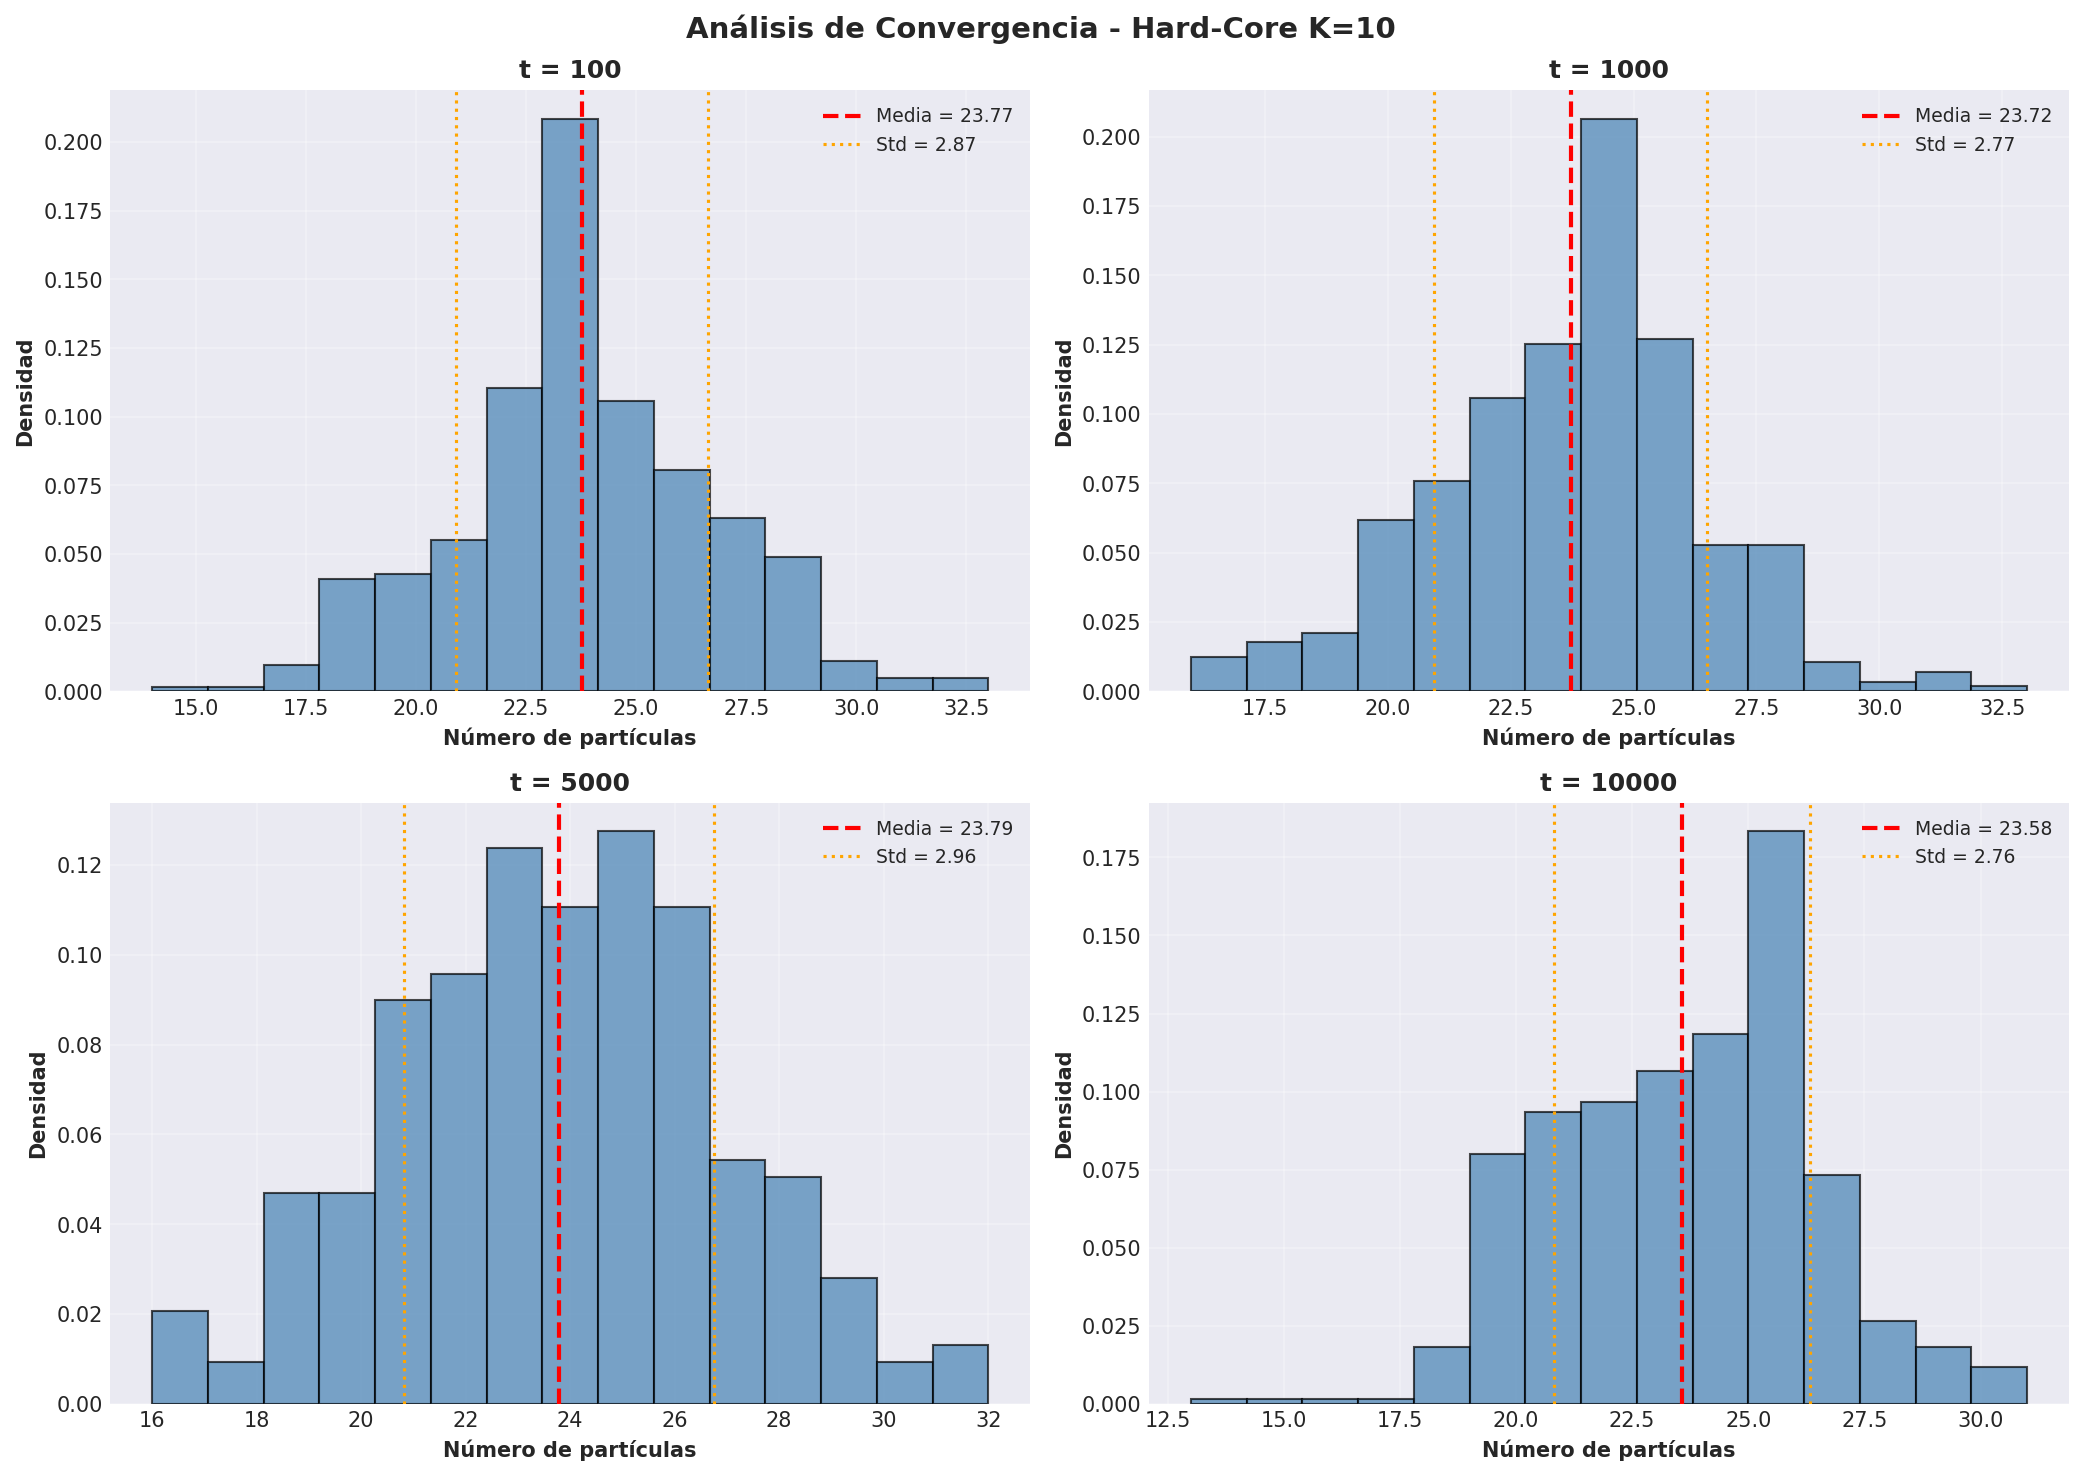 Análisis de Convergencia - Hard-Core K=10
t = 100
Media = 23.77
Std = 2.87
Densidad
0.200
0.175
0.150
0.125
0.100
0.075
0.050
0.025
0.000
15.0 17.5 20.0 22.5 25.0 27.5 30.0 32.5
Número de partículas
t = 1000
Media = 23.72
Std = 2.77
Densidad
0.200
0.175
0.150
0.125
0.100
0.075
0.050
0.025
0.000
17.5 20.0 22.5 25.0 27.5 30.0 32.5
Número de partículas
t = 5000
Media = 23.79
Std = 2.96
Densidad
0.12
0.10
0.08
0.06
0.04
0.02
0.00
16 18 20 22 24 26 28 30 32
Número de partículas
t = 10000
Media = 23.58
Std = 2.76
Densidad
0.175
0.150
0.125
0.100
0.075
0.050
0.025
0.000
12.5 15.0 17.5 20.0 22.5 25.0 27.5 30.0
Número de partículas